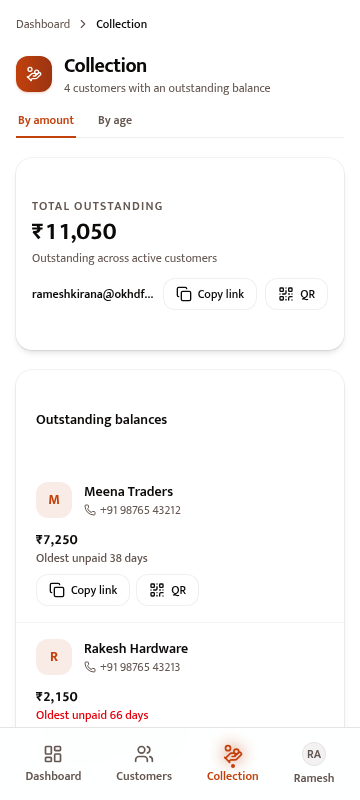 Dashboard > Collection
Collection
4 customers with an outstanding balance
By amount By age
TOTAL OUTSTANDING
₹11,050
Outstanding across active customers
rameshkirana@okhdf... Copy link QR
Outstanding balances
M Meena Traders
+91 98765 43212
₹7,250
Oldest unpaid 38 days
Copy link QR
R Rakesh Hardware
+91 98765 43213
₹2,150
Oldest unpaid 66 days
RA
Dashboard Customers Collection Ramesh